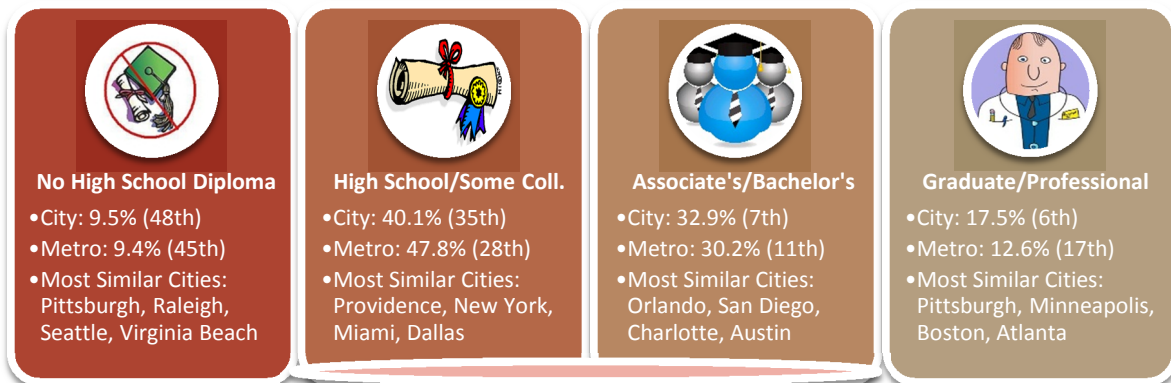 No High School Diploma
•City: 9.5% (48th)
•Metro: 9.4% (45th)
•Most Similar Cities:
Pittsburgh, Raleigh,
Seattle, Virginia Beach
High School/Some Coll.
•City: 40.1% (35th)
•Metro: 47.8% (28th)
•Most Similar Cities:
Providence, New York,
Miami, Dallas
Associate's/Bachelor's
•City: 32.9% (7th)
•Metro: 30.2% (11th)
•Most Similar Cities:
Orlando, San Diego,
Charlotte, Austin
Graduate/Professional
•City: 17.5% (6th)
•Metro: 12.6% (17th)
•Most Similar Cities:
Pittsburgh, Minneapolis,
Boston, Atlanta